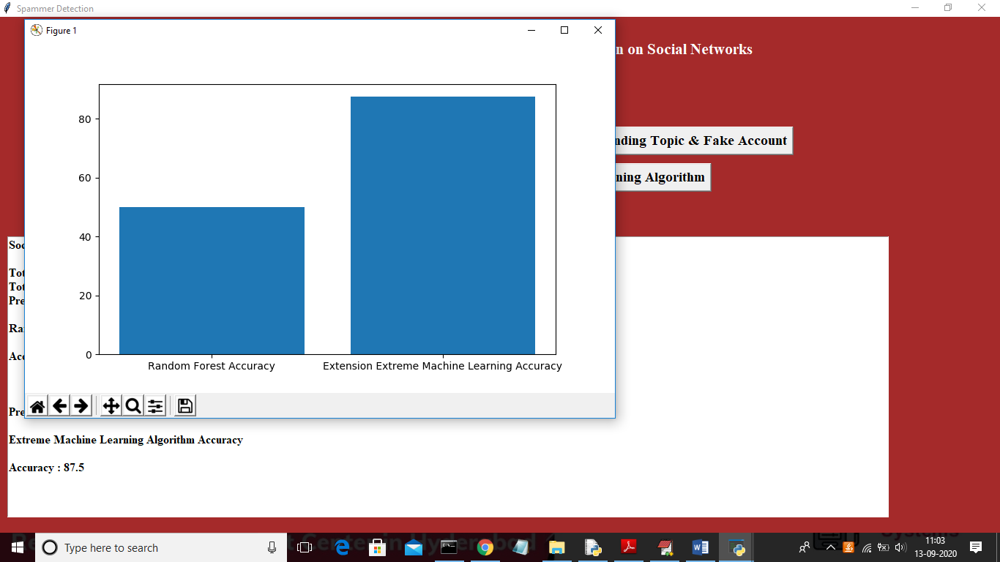 Spammer Detection
Figure 1
n on Social Networks
nding Topic & Fake Account
ning Algorithm
80
60
40
20
0
Random Forest Accuracy
Extension Extreme Machine Learning Accuracy
Soc
Tot
Tot
Pre
Ra
Acc
Pre
Extreme Machine Learning Algorithm Accuracy
Accuracy : 87.5
Type here to search
11:03
13-09-2020
Systems